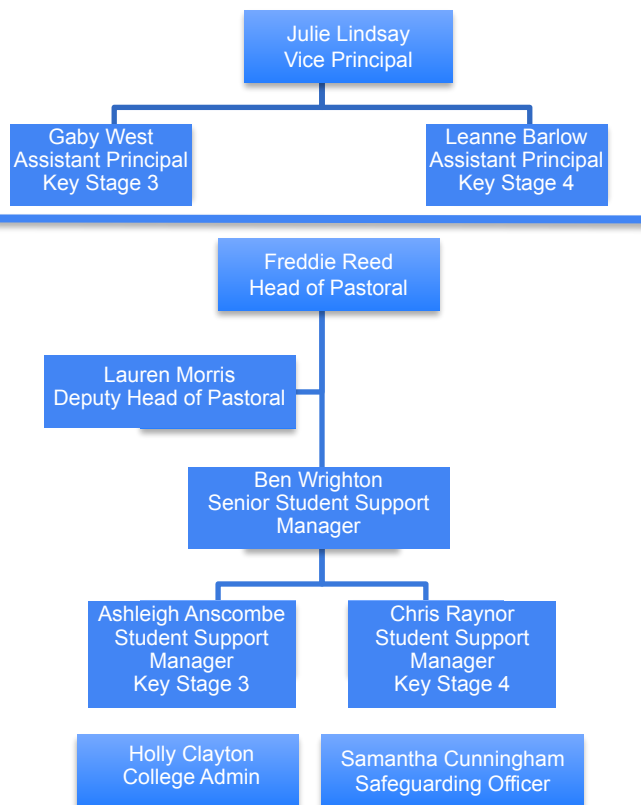 Julie Lindsay
Vice Principal
Gaby West
Assistant Principal
Key Stage 3
Leanne Barlow
Assistant Principal
Key Stage 4
Freddie Reed
Head of Pastoral
Lauren Morris
Deputy Head of Pastoral
Ben Wrighton
Senior Student Support
Manager
Ashleigh Anscombe
Student Support
Manager
Key Stage 3
Chris Raynor
Student Support
Manager
Key Stage 4
Holly Clayton
College Admin
Samantha Cunningham
Safeguarding Officer